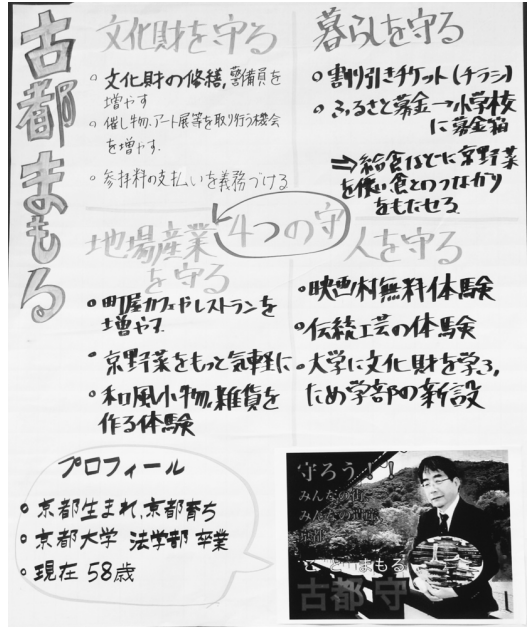 古都まもる
文化財を守る
・文化財の修繕,警備員を
増やす
・催し物,アート展等を取り行う機会
を増やす.
・参拝料の支払いを義務づける
暮らしを守る
・割り引きチケット(チラシ)
・ふるさと募金→小学校
に募金箱
⇒給食などに京野菜
を使い食とのつながり
をもたせる
4つの守
地場産業
を守る
・町屋カフェやレストランを
増やす.
・京野菜をもっと気軽に
・和風小物,雑貨を
作る体験
人を守る
・映画村無料体験
・伝統工芸の体験
・大学に文化財を学ぶ,
ため学部の新設
プロフィール
・京都生まれ,京都育ち
・京都大学 法学部 卒業
・現在 58歳
守ろう!!
みんなの街
みんなの
京都
まもる
古都 守